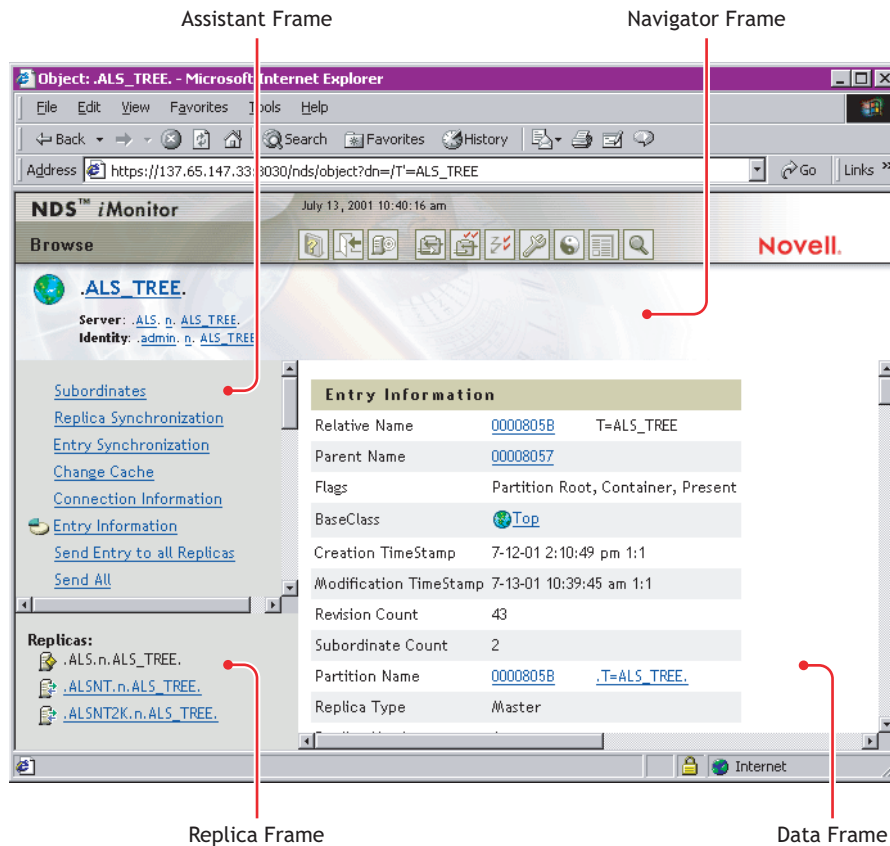 Assistant Frame
Navigator Frame
Object: .ALS_TREE. - Microsoft Internet Explorer
File Edit View Favorites Tools Help
Back Search Favorites History
Address https://137.65.147.33:8030/nds/object?dn=/T'=ALS_TREE Go Links »
NDS™ iMonitor July 13, 2001 10:40:16 am
Browse Novell.
.ALS_TREE.
Server: .ALS. n. ALS_TREE.
Identity: .admin. n. ALS_TREE
Subordinates
Replica Synchronization
Entry Synchronization
Change Cache
Connection Information
Entry Information
Send Entry to all Replicas
Send All
Replicas:
.ALS.n.ALS_TREE.
.ALSNT.n.ALS_TREE.
.ALSNT2K.n.ALS_TREE.
Entry Information
Relative Name 0000805B T=ALS_TREE
Parent Name 00008057
Flags Partition Root, Container, Present
BaseClass Top
Creation TimeStamp 7-12-01 2:10:49 pm 1:1
Modification TimeStamp 7-13-01 10:39:45 am 1:1
Revision Count 43
Subordinate Count 2
Partition Name 0000805B .T=ALS_TREE.
Replica Type Master
Internet
Replica Frame
Data Frame